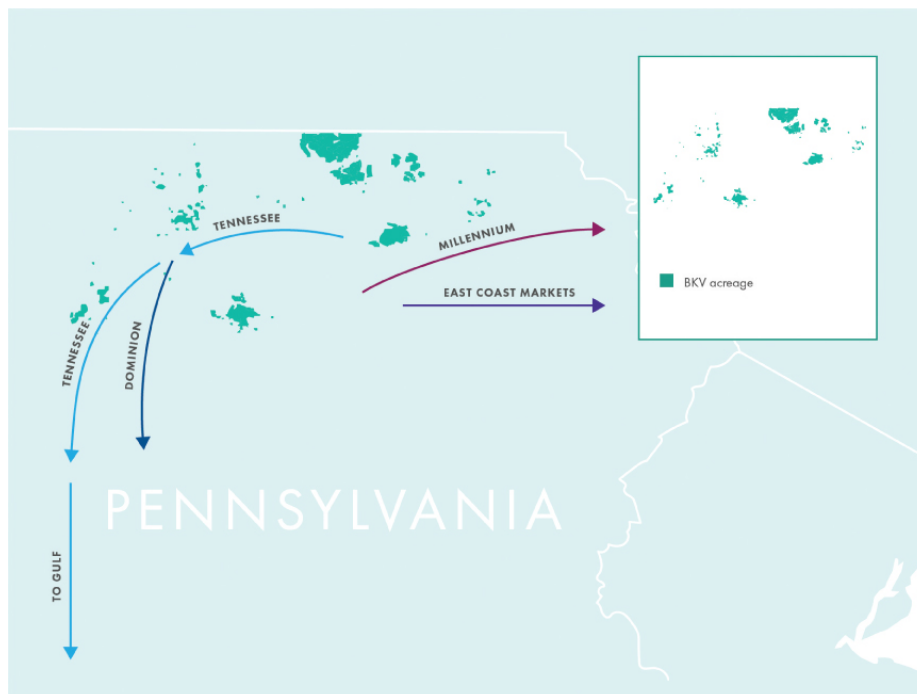 TENNESSEE
MILLENNIUM
EAST COAST MARKETS
BKV acreage
TENNESSEE
DOMINION
PENNSYLVANIA
TO GULF